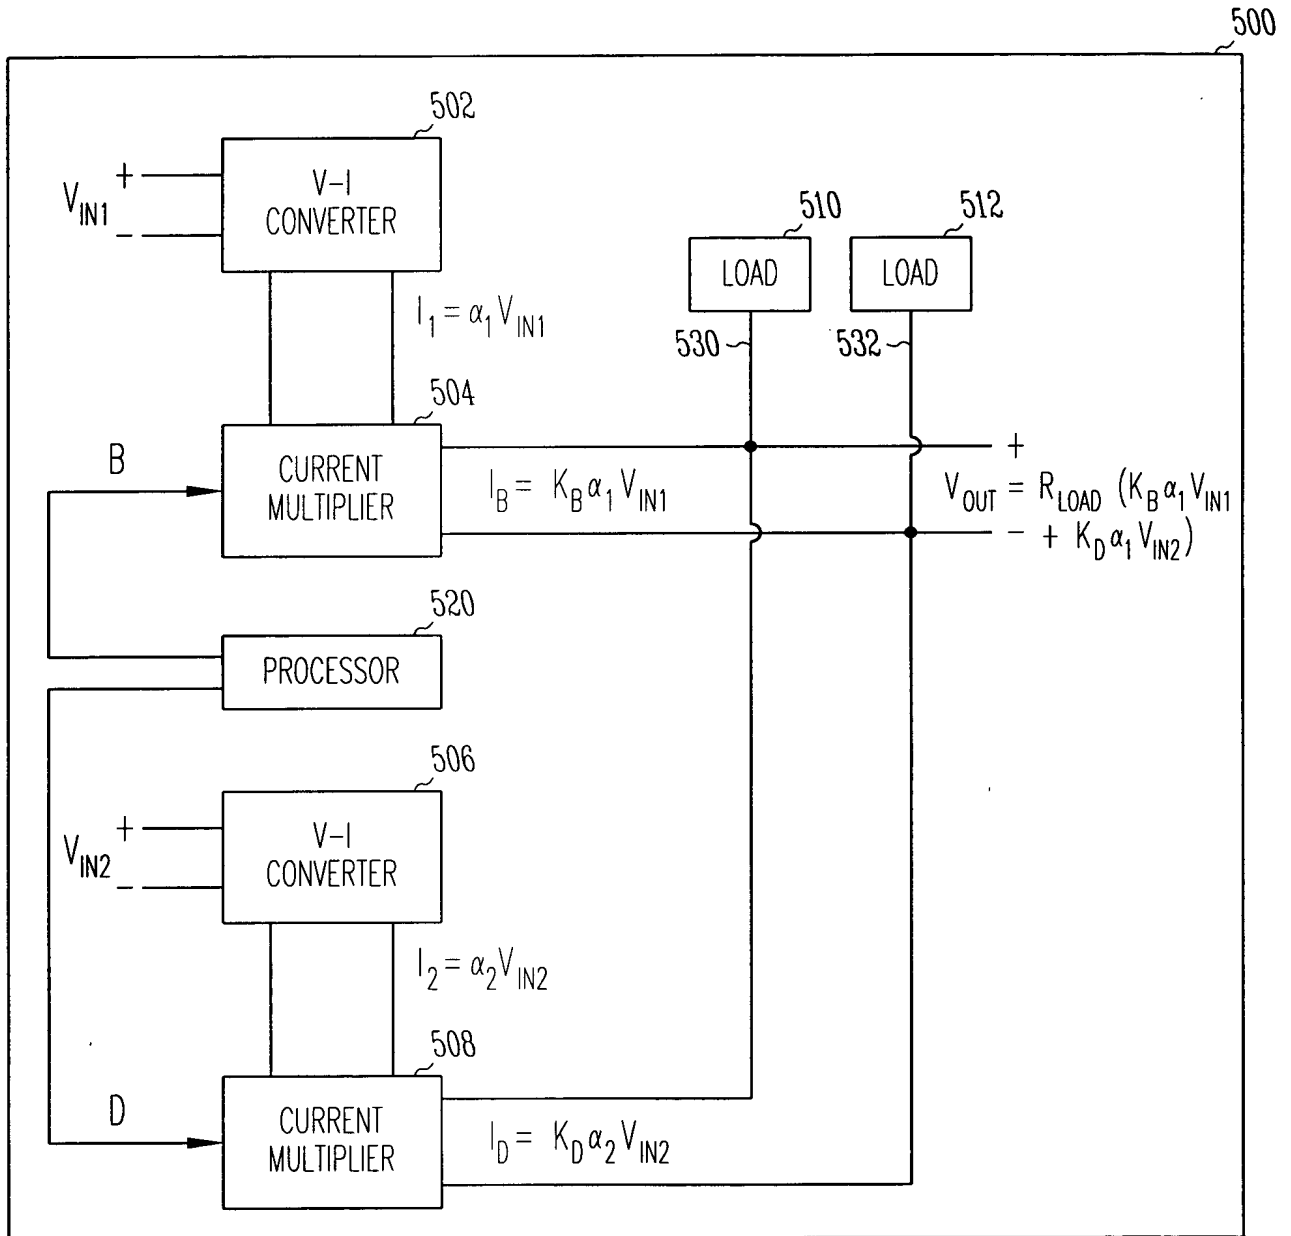 500
502
V-I
CONVERTER
+
V_IN1
-
I_1 = α_1 V_IN1
510
LOAD
512
LOAD
530
532
504
CURRENT
MULTIPLIER
B
I_B = K_B α_1 V_IN1
+
V_OUT = R_LOAD (K_B α_1 V_IN1
- + K_D α_1 V_IN2)
520
PROCESSOR
506
V-I
CONVERTER
+
V_IN2
-
I_2 = α_2 V_IN2
508
CURRENT
MULTIPLIER
D
I_D = K_D α_2 V_IN2